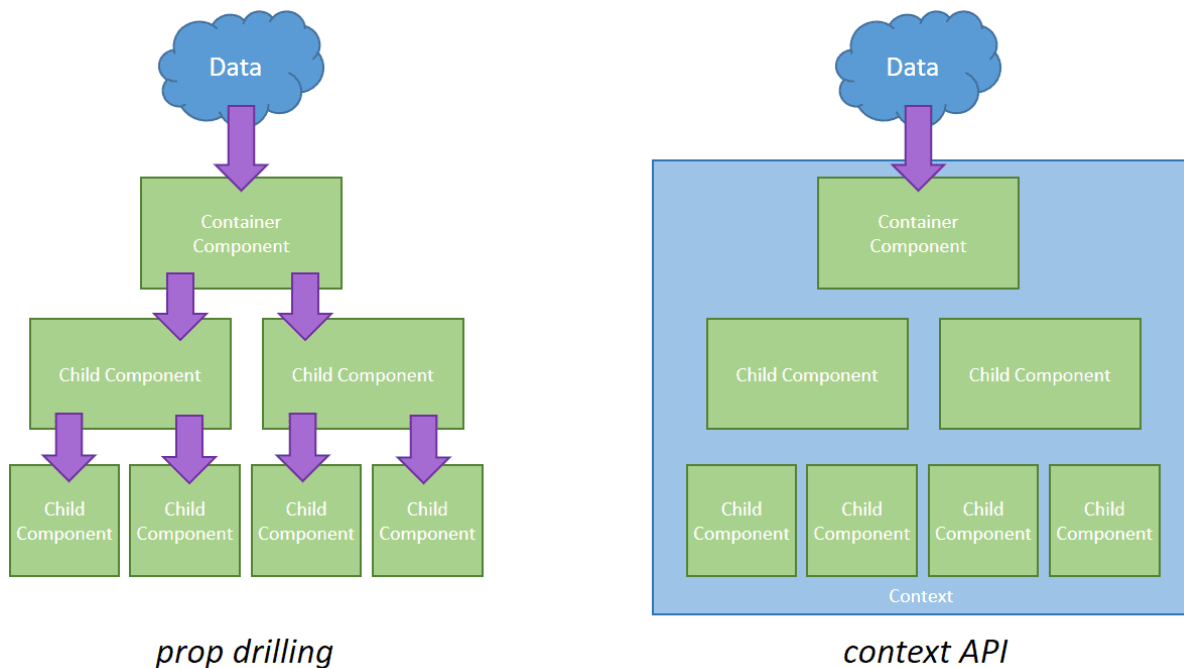 Data
Container
Component
Child Component
Child Component
Child
Component
Child
Component
Child
Component
Child
Component
prop drilling
Data
Container
Component
Child Component
Child Component
Child
Component
Child
Component
Child
Component
Child
Component
Context
context API